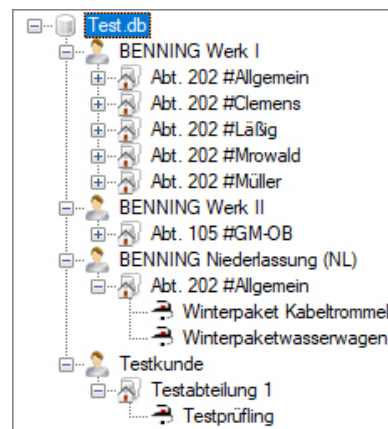 Test.db
BENNING Werk I
Abt. 202 #Allgemein
Abt. 202 #Clemens
Abt. 202 #Läßig
Abt. 202 #Mrowald
Abt. 202 #Müller
BENNING Werk II
Abt. 105 #GM-OB
BENNING Niederlassung (NL)
Abt. 202 #Allgemein
Winterpaket Kabeltrommel
Winterpaketwasserwagen
Testkunde
Testabteilung 1
Testprüfling